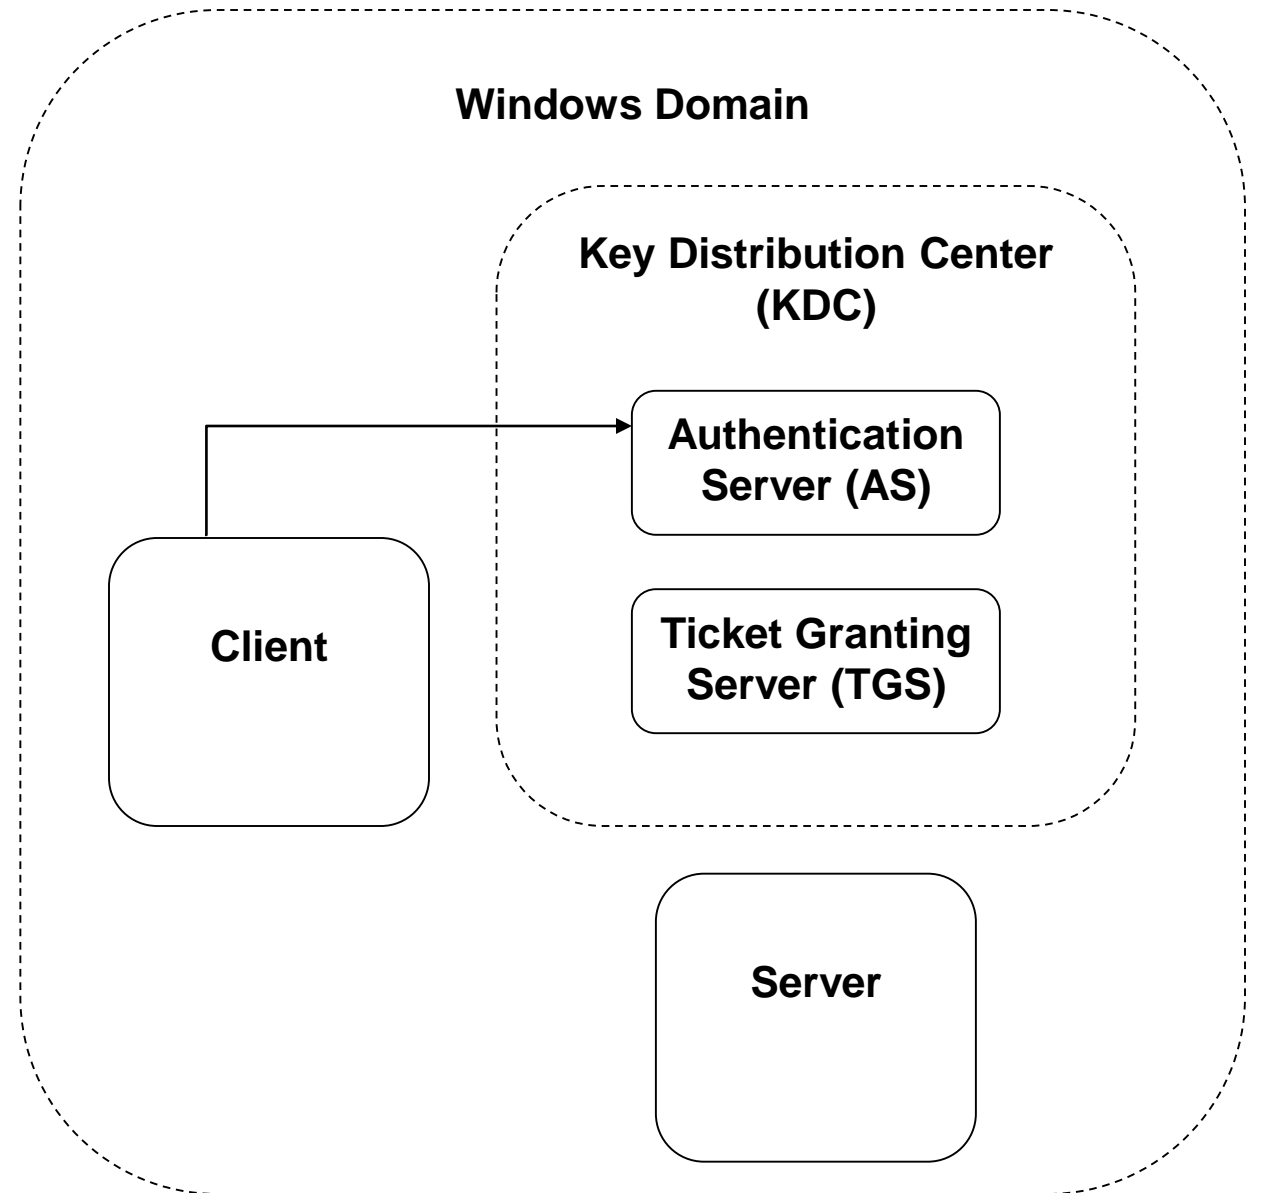 Windows Domain
Key Distribution Center
(KDC)
Authentication
Server (AS)
Client
Ticket Granting
Server (TGS)
Server